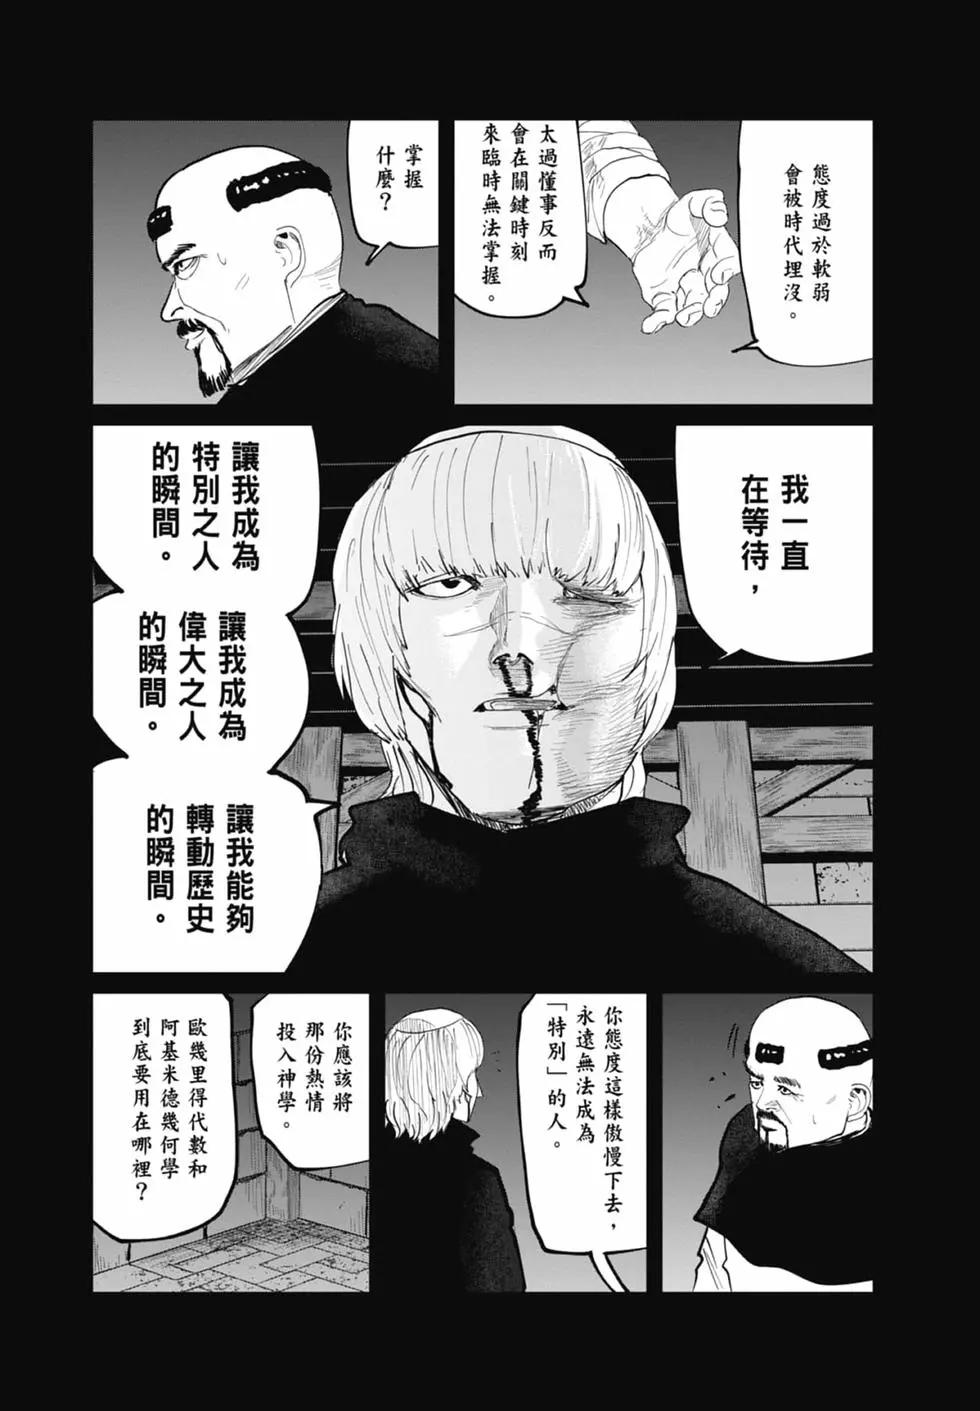 態度過於軟弱
會被時代埋沒。
太過懂事反而
會在關鍵時刻
來臨時無法掌握。
掌握
什麼？
我一直
在等待，
讓我成為
特別之人
的瞬間。
讓我成為
偉大之人
的瞬間。
讓我能夠
轉動歷史
的瞬間。
你態度這樣傲慢下去，
永遠無法成為
「特別」的人。
你應該將
那份熱情
投入神學。
歐幾里得代數和
阿基米德幾何學
到底要用在哪裡？